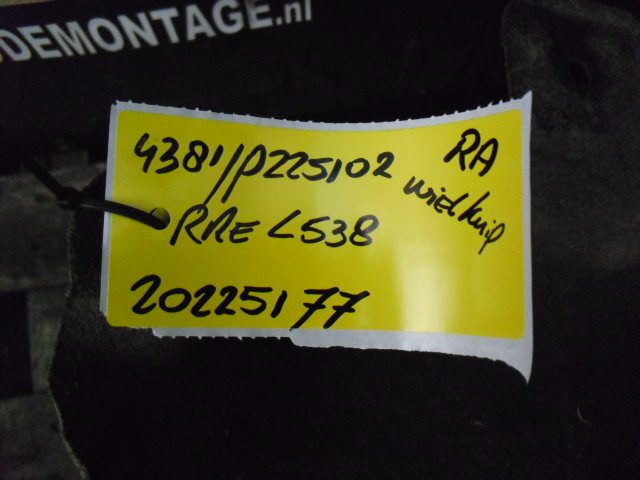 DEMONTAGE.nl
4381//P225102
RA
wielkuip
RRE L538
20225177